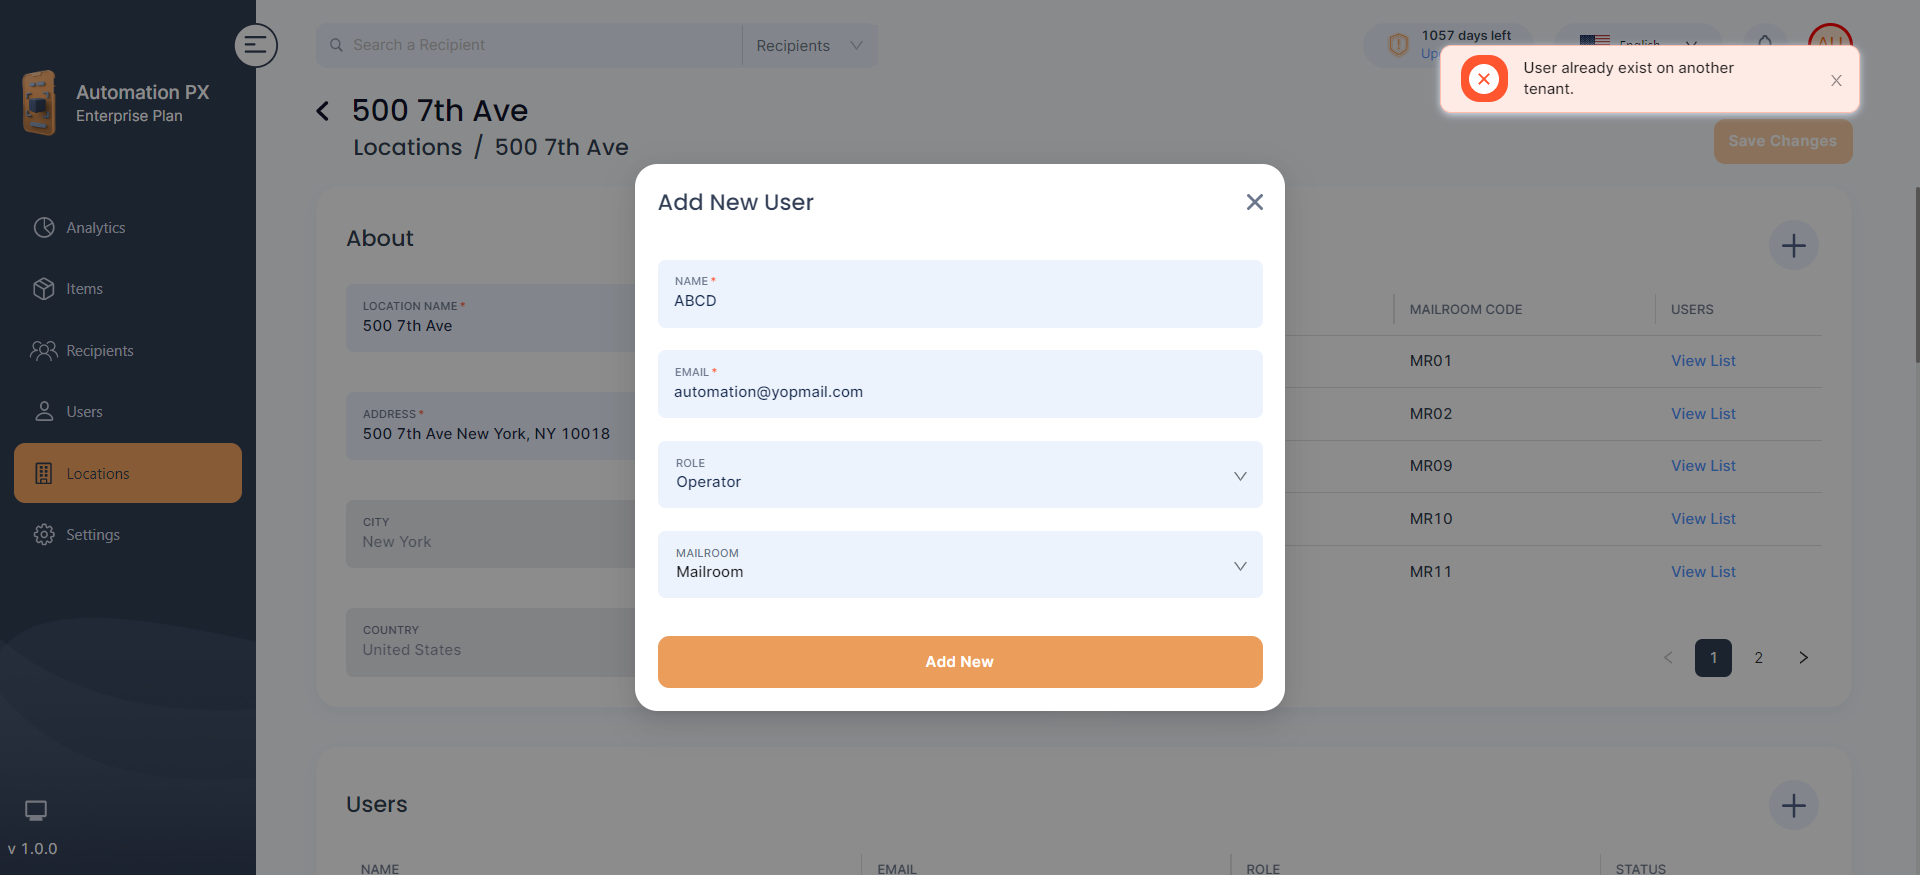 Automation PX
Enterprise Plan
Analytics
Items
Recipients
Users
Locations
Settings
v 1.0.0
Search a Recipient
Recipients
1057 days left
English
AU
User already exist on another
tenant.
500 7th Ave
Locations / 500 7th Ave
Save Changes
About
LOCATION NAME *
500 7th Ave
ADDRESS *
500 7th Ave New York, NY 10018
CITY
New York
COUNTRY
United States
Add New User
NAME *
ABCD
EMAIL *
automation@yopmail.com
ROLE
Operator
MAILROOM
Mailroom
Add New
MAILROOM CODE USERS
MR01 View List
MR02 View List
MR09 View List
MR10 View List
MR11 View List
1 2
Users
NAME EMAIL ROLE STATUS